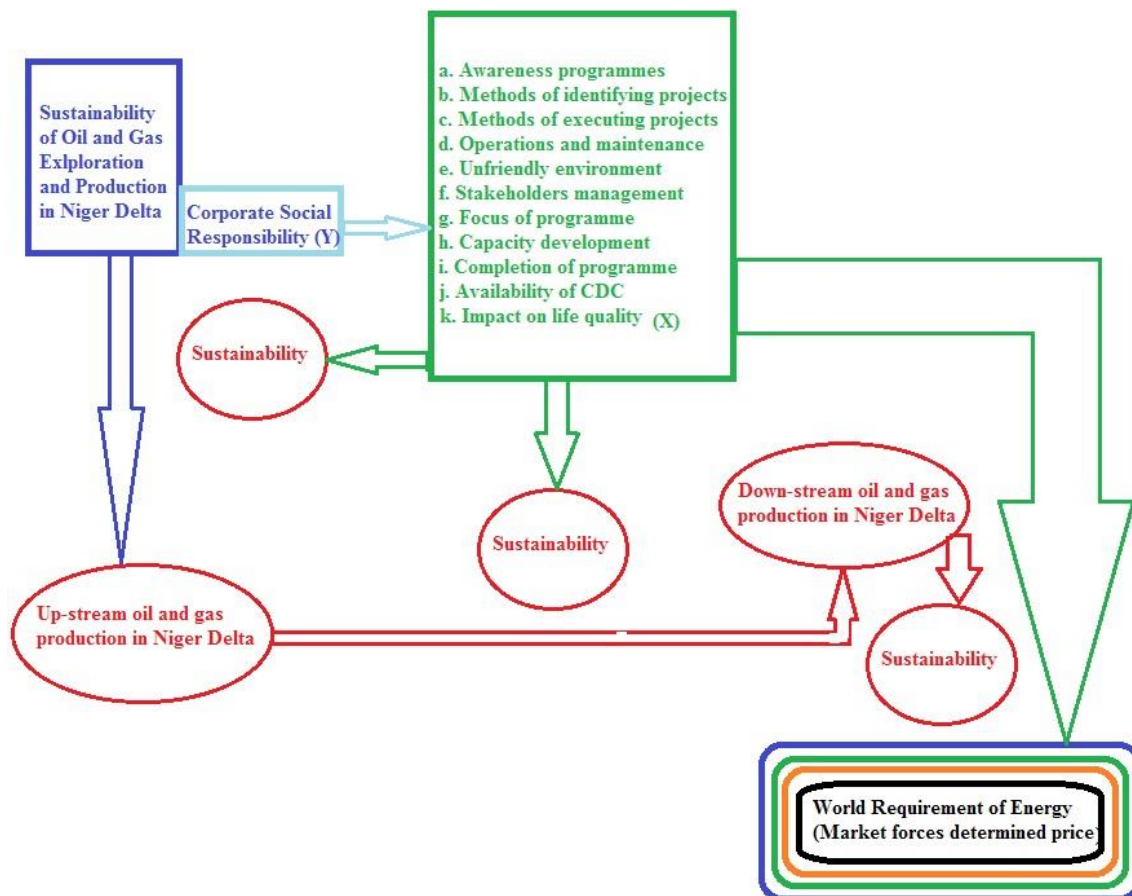 Sustainability
of Oil and Gas
Exlploration
and Production
in Niger Delta
Corporate Social
Responsibility (Y)
a. Awareness programmes
b. Methods of identifying projects
c. Methods of executing projects
d. Operations and maintenance
e. Unfriendly environment
f. Stakeholders management
g. Focus of programme
h. Capacity development
i. Completion of programme
j. Availability of CDC
k. Impact on life quality (X)
Sustainability
Sustainability
Down-stream oil and gas
production in Niger Delta
Up-stream oil and gas
production in Niger Delta
Sustainability
World Requirement of Energy
(Market forces determined price)